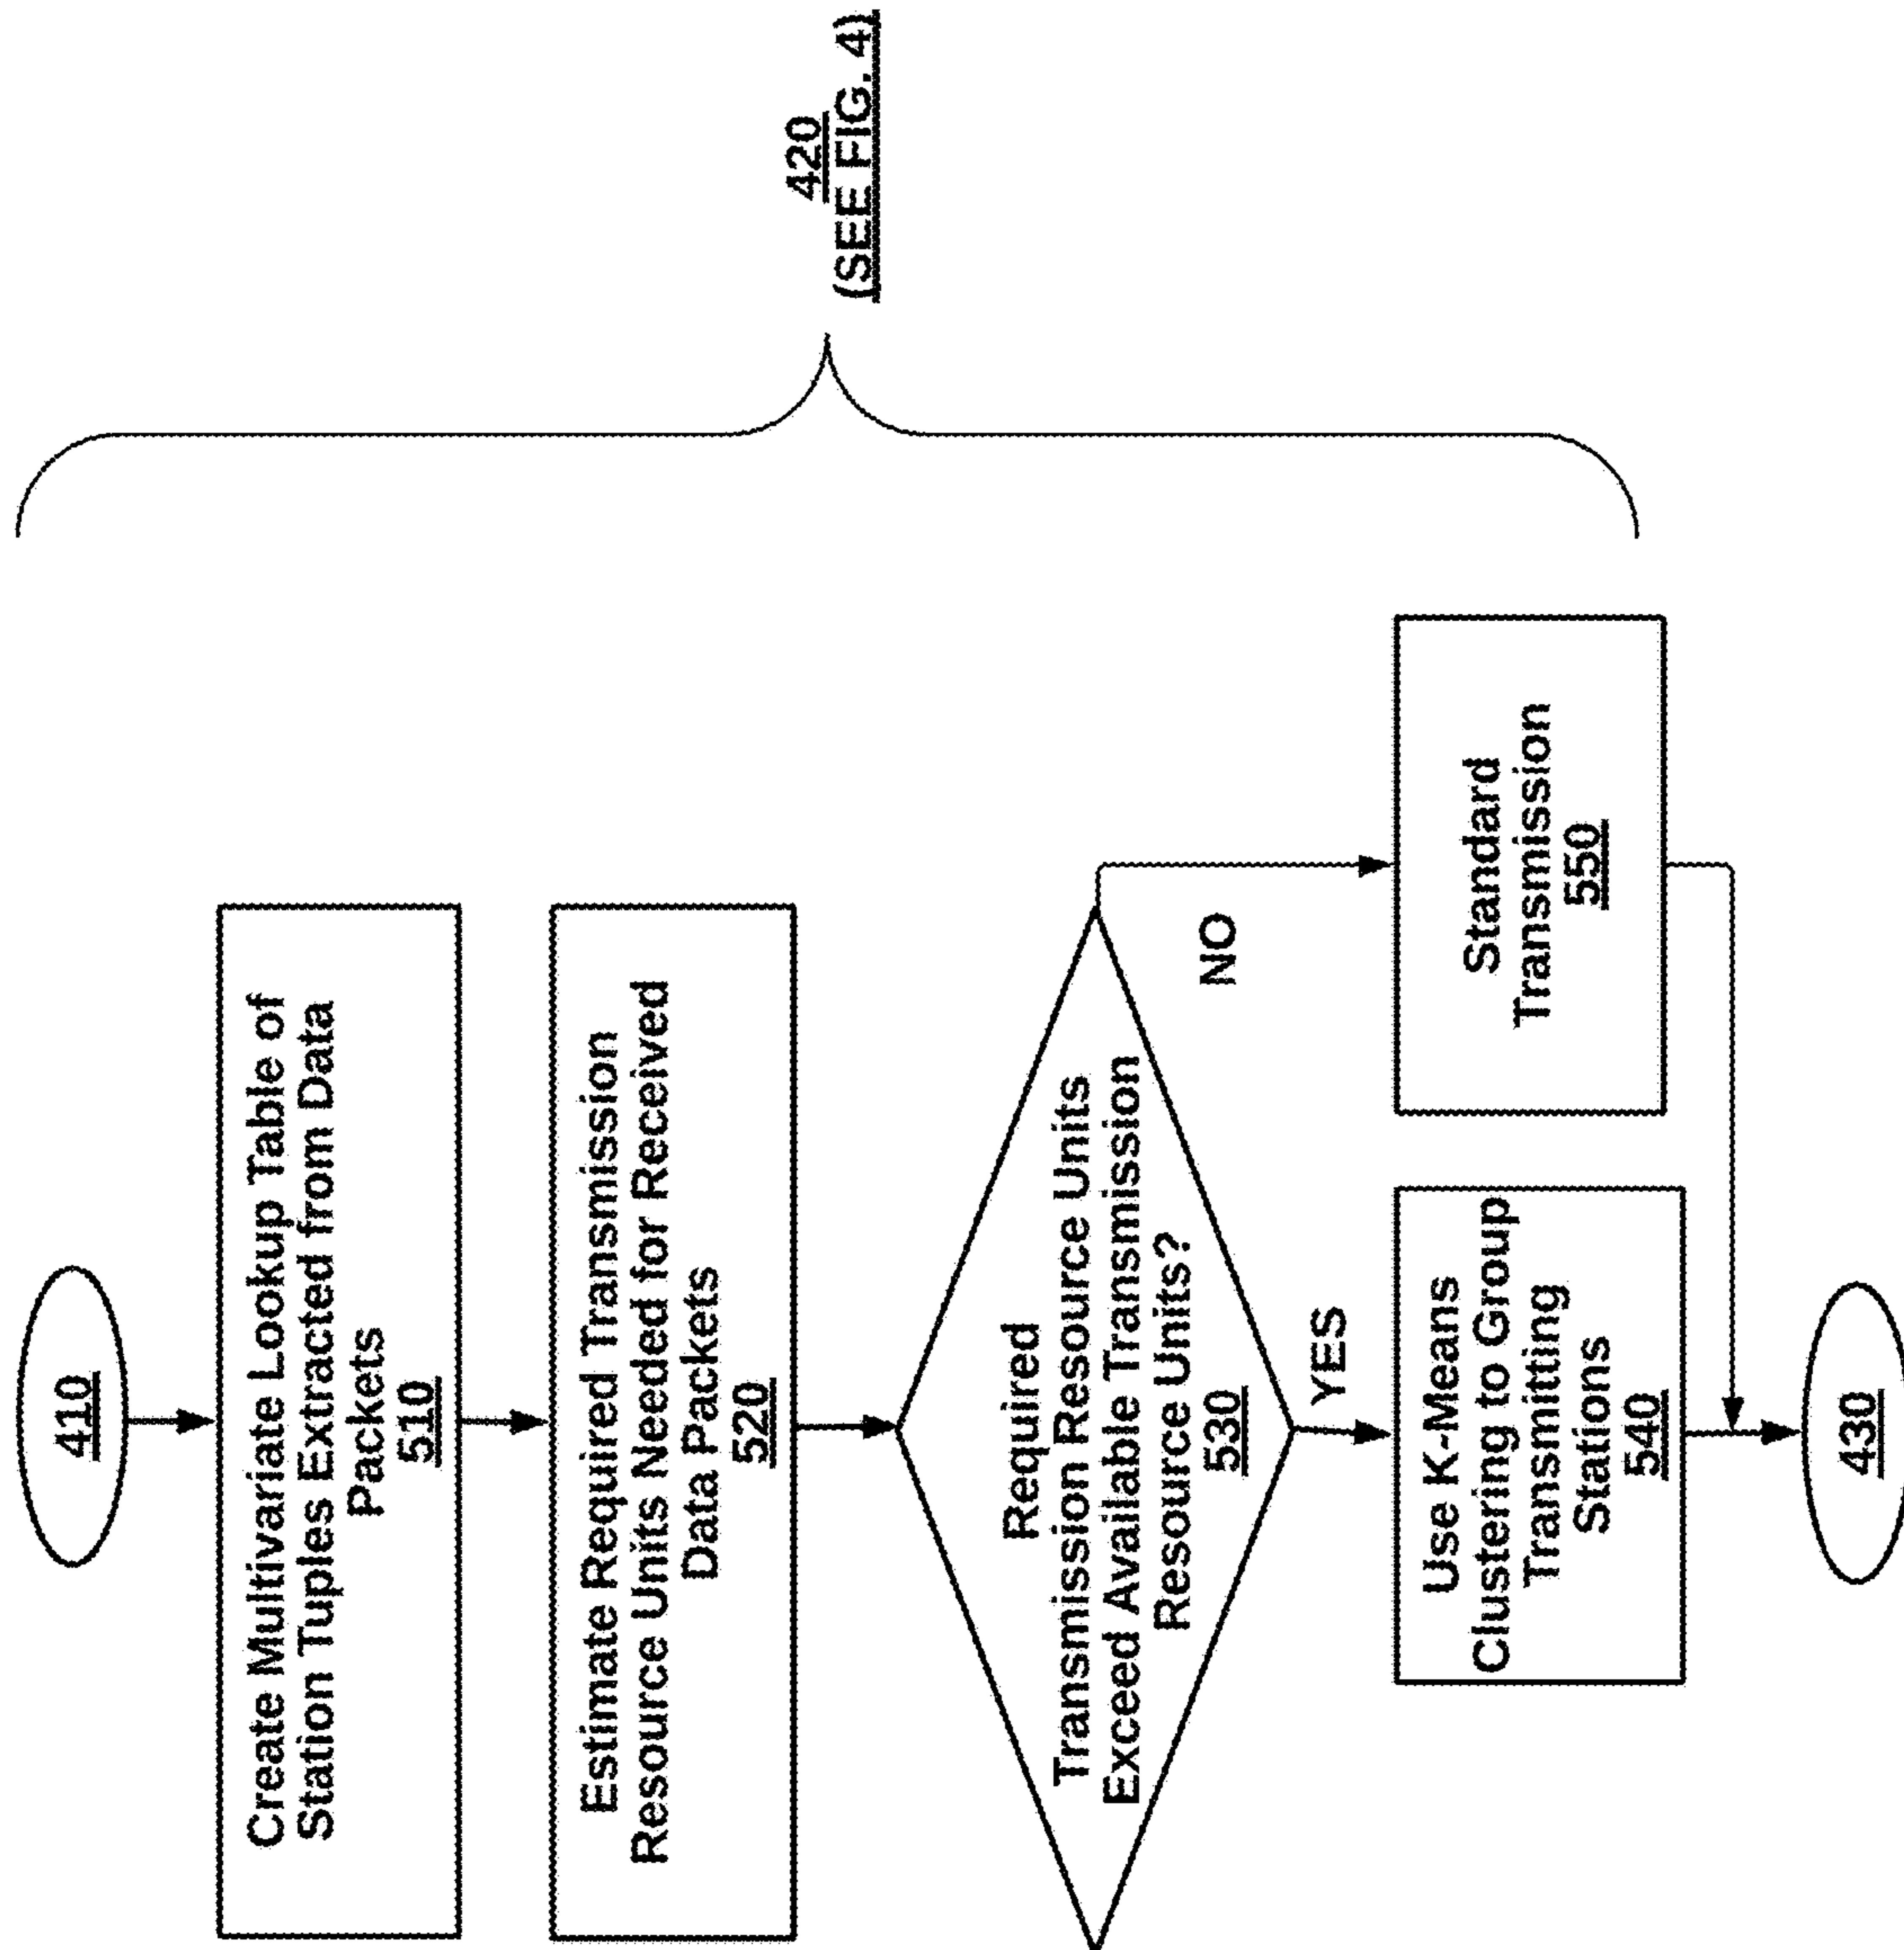 410
Create Multivariate Lookup Table of
Station Tuples Extracted from Data
Packets
510
Estimate Required Transmission
Resource Units Needed for Received
Data Packets
520
Required
Transmission Resource Units
Exceed Available Transmission
Resource Units?
530
YES
NO
Use K-Means
Clustering to Group
Transmitting
Stations
540
Standard
Transmission
550
430
420
(SEE FIG. 4)